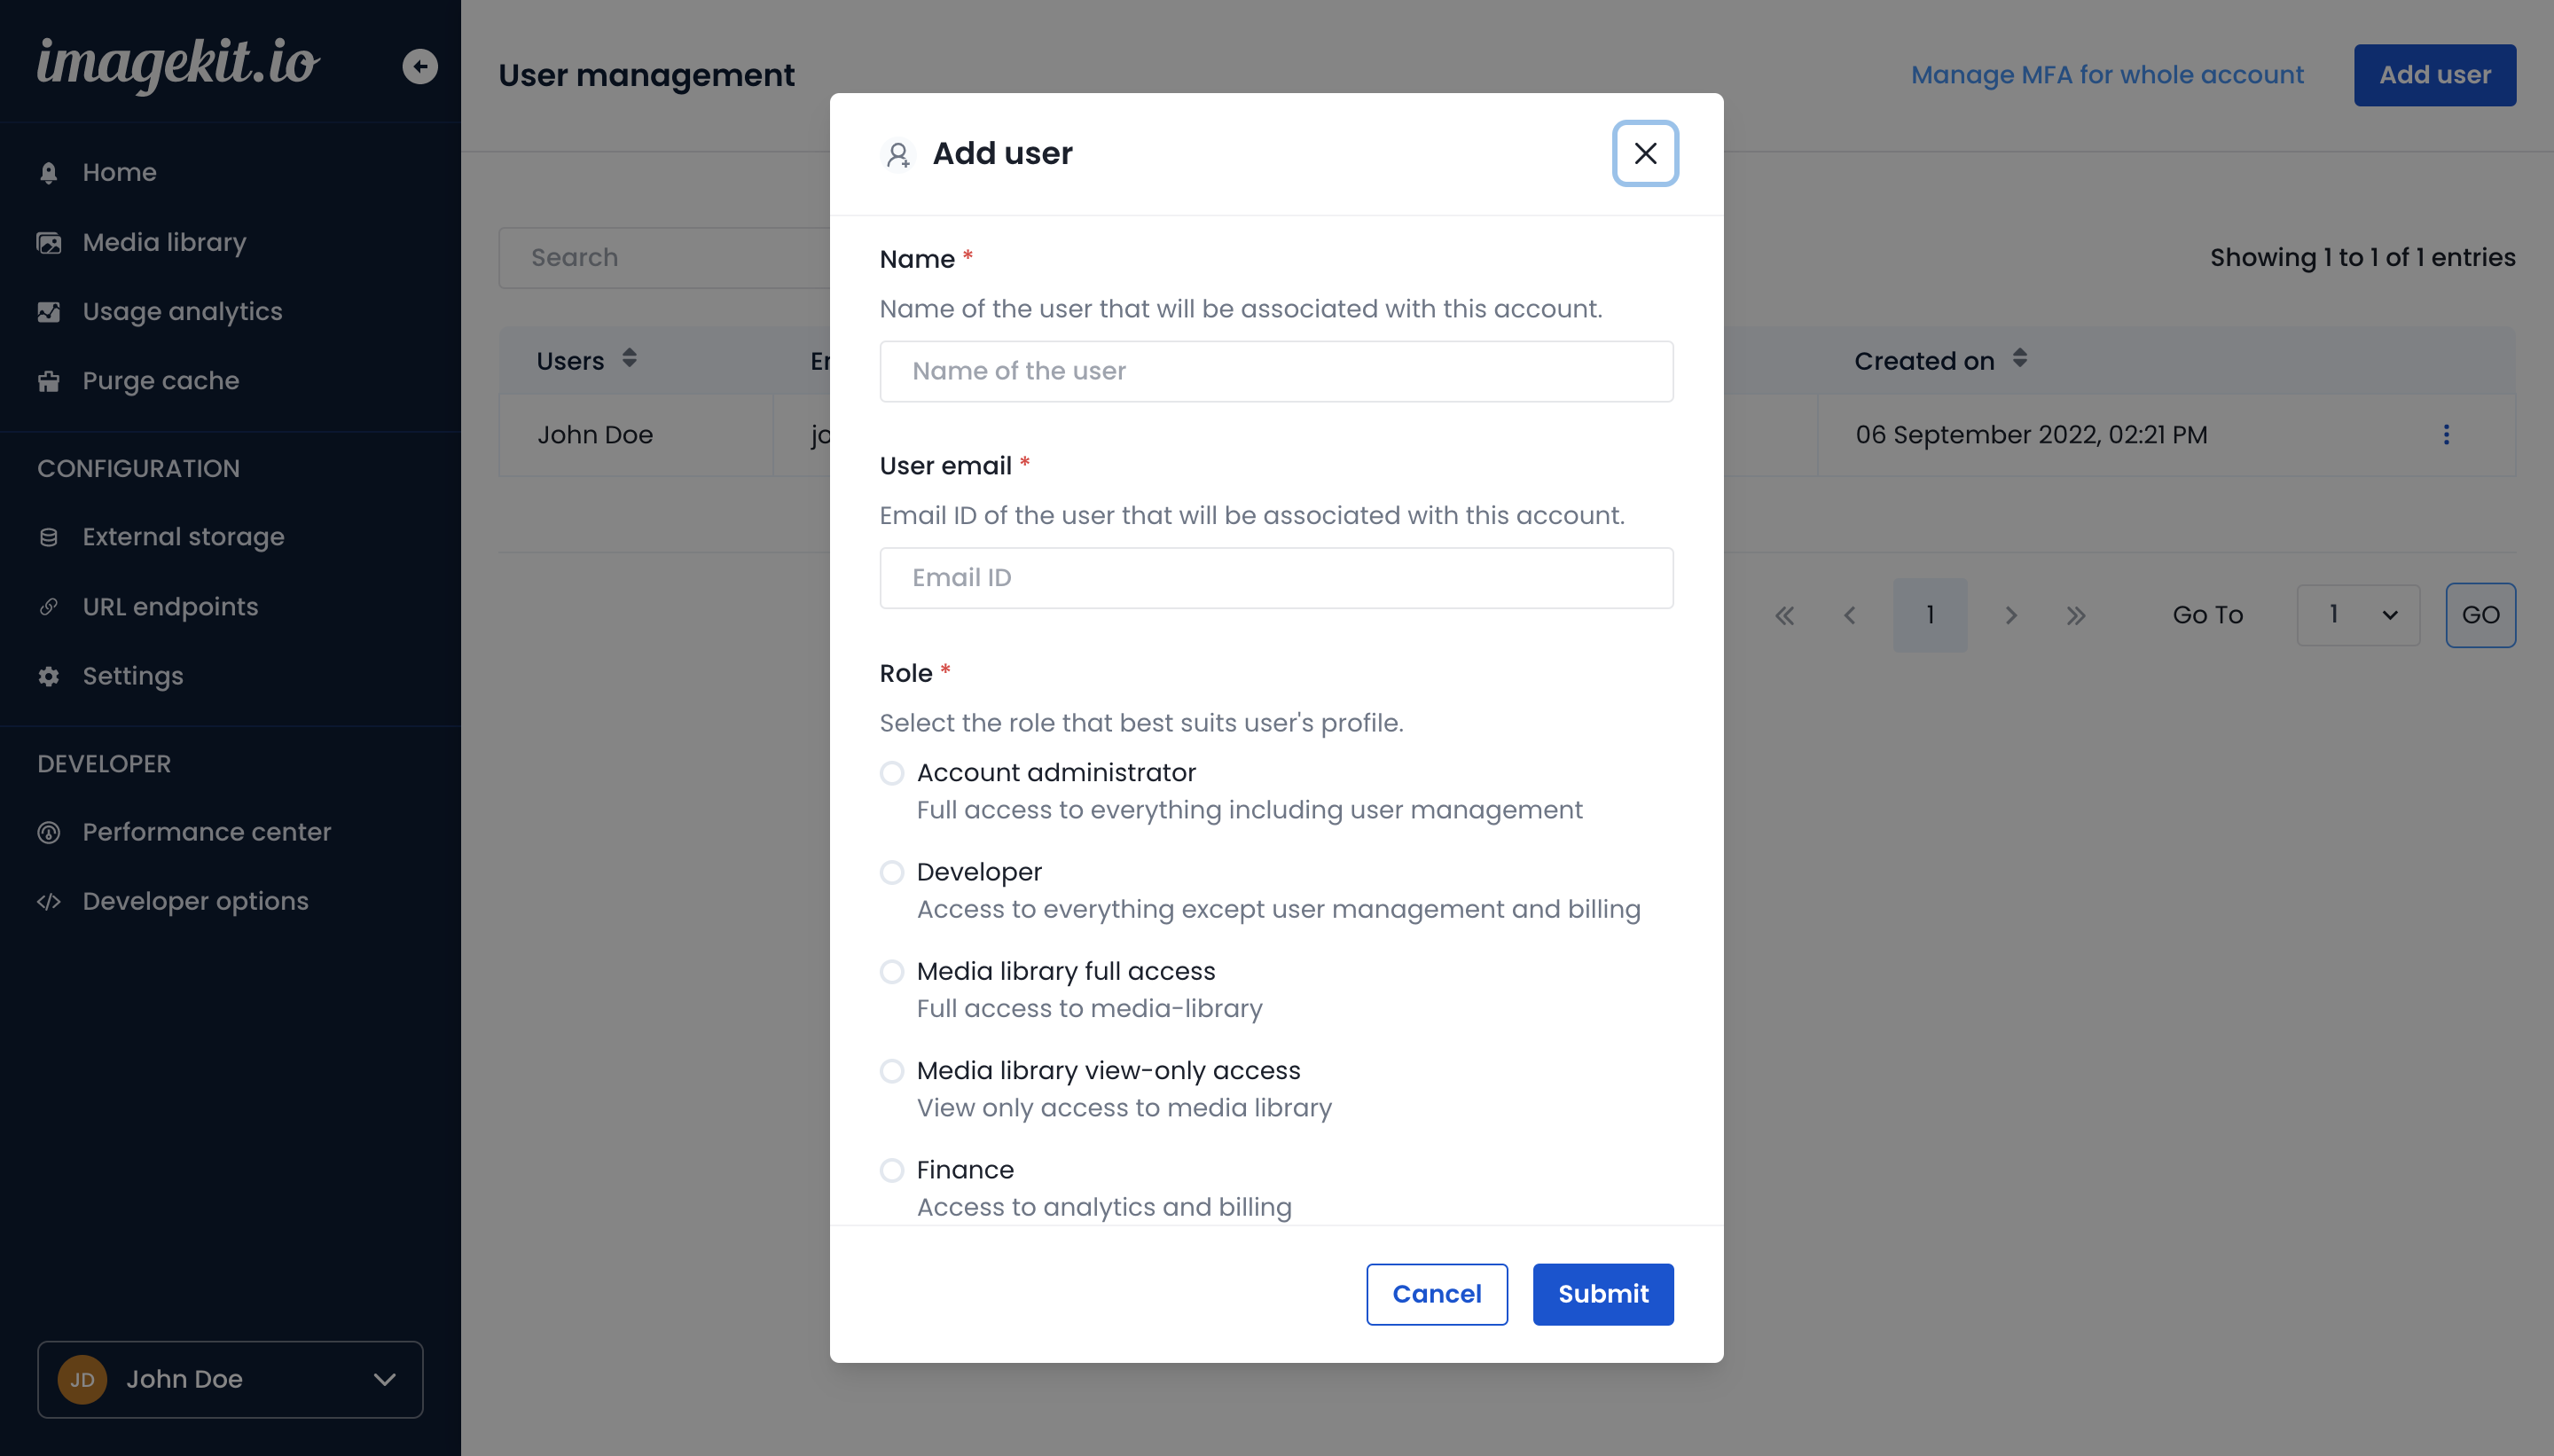 imagekit.io
Home
Media library
Usage analytics
Purge cache
CONFIGURATION
External storage
URL endpoints
Settings
DEVELOPER
Performance center
Developer options
JD John Doe
User management
Manage MFA for whole account
Add user
Search
Showing 1 to 1 of 1 entries
Users
Created on
John Doe
06 September 2022, 02:21 PM
1
Go To
1
GO
Add user
Name *
Name of the user that will be associated with this account.
Name of the user
User email *
Email ID of the user that will be associated with this account.
Email ID
Role *
Select the role that best suits user's profile.
Account administrator
Full access to everything including user management
Developer
Access to everything except user management and billing
Media library full access
Full access to media-library
Media library view-only access
View only access to media library
Finance
Access to analytics and billing
Cancel
Submit